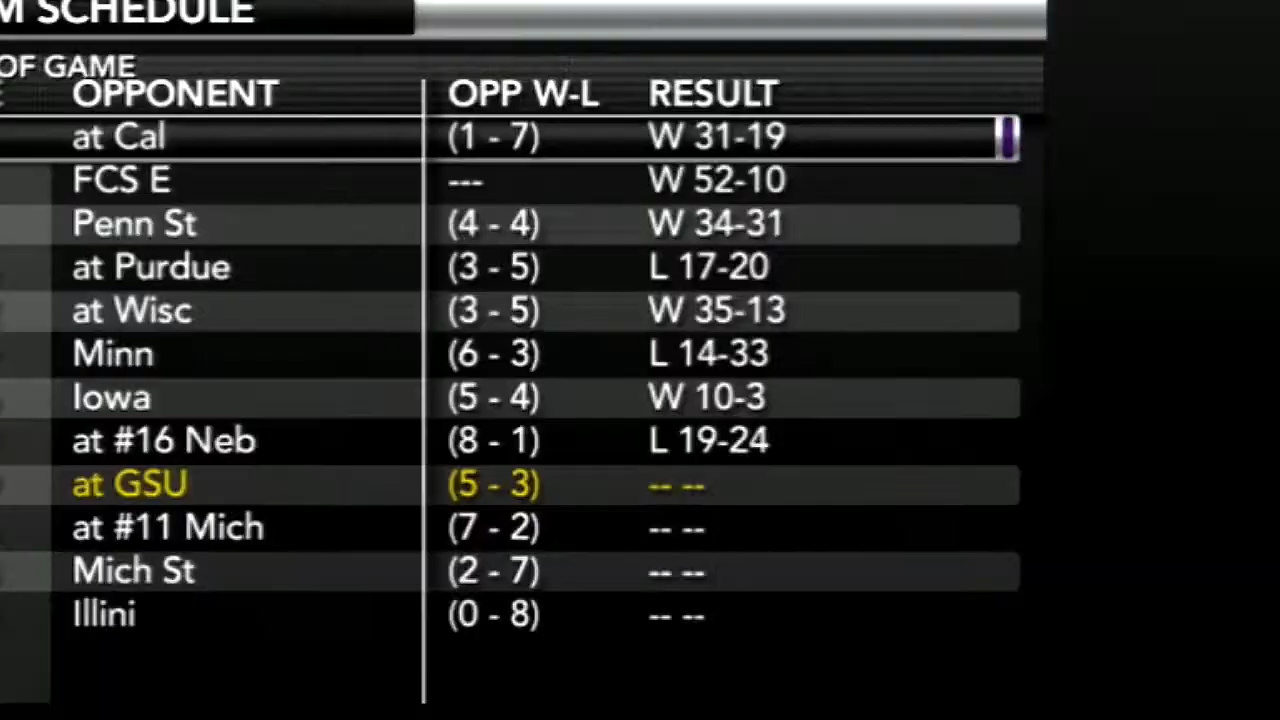 M SCHEDULE
OF GAME
OPPONENT OPP W-L RESULT
at Cal (1 - 7) W 31-19
FCS E --- W 52-10
Penn St (4 - 4) W 34-31
at Purdue (3 - 5) L 17-20
at Wisc (3 - 5) W 35-13
Minn (6 - 3) L 14-33
Iowa (5 - 4) W 10-3
at #16 Neb (8 - 1) L 19-24
at GSU (5 - 3) -- --
at #11 Mich (7 - 2) -- --
Mich St (2 - 7) -- --
Illini (0 - 8) -- --